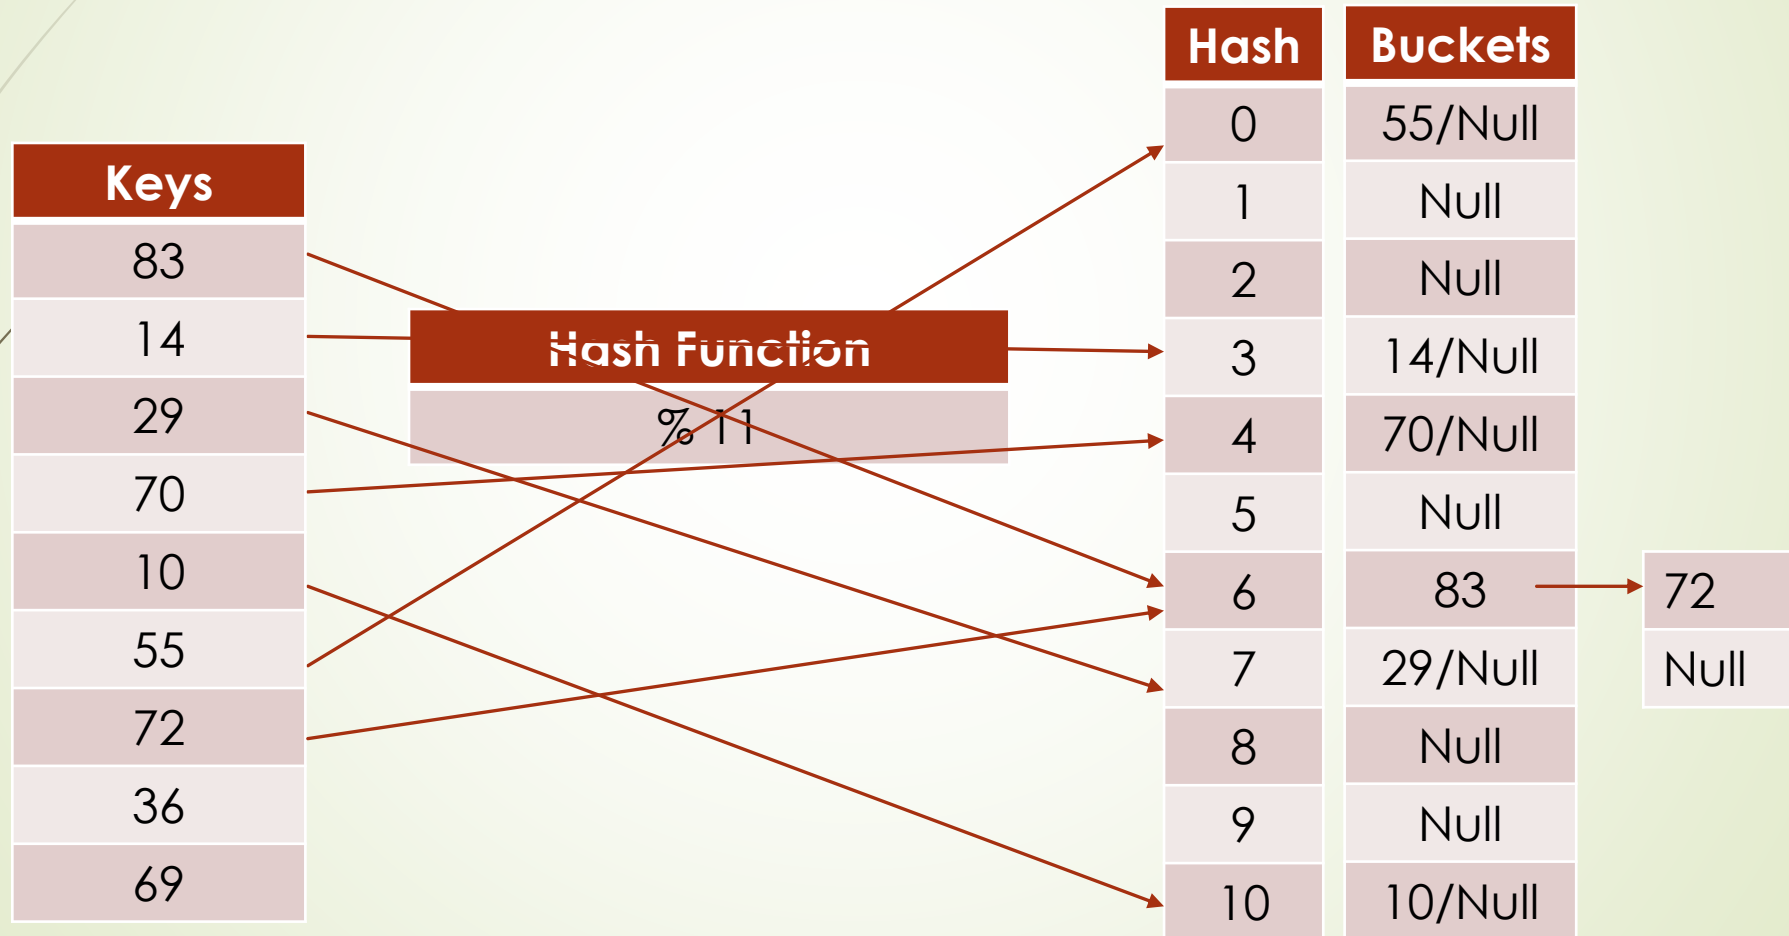 Keys
83
14
29
70
10
55
72
36
69
Hash Function
% 11
Hash Buckets
0 55/Null
1 Null
2 Null
3 14/Null
4 70/Null
5 Null
6 83 72
7 29/Null Null
8 Null
9 Null
10 10/Null